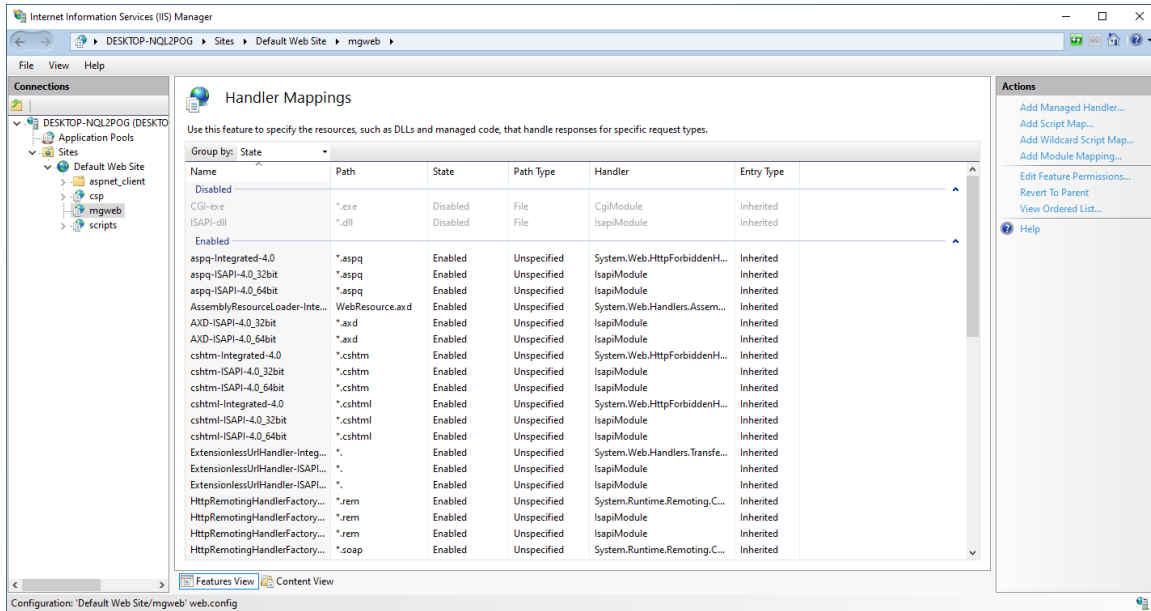 Internet Information Services (IIS) Manager
DESKTOP-NQL2POG Sites Default Web Site mgweb
File View Help
Connections
DESKTOP-NQL2POG (DESKTO
Application Pools
Sites
Default Web Site
aspnet_client
csp
mgweb
scripts
Handler Mappings
Use this feature to specify the resources, such as DLLs and managed code, that handle responses for specific request types.
Group by: State
Name Path State Path Type Handler Entry Type
Disabled
CGI-exe *.exe Disabled File CgiModule Inherited
ISAPI-dll *.dll Disabled File IsapiModule Inherited
Enabled
aspq-Integrated-4.0 *.aspq Enabled Unspecified System.Web.HttpForbiddenH... Inherited
aspq-ISAPI-4.0_32bit *.aspq Enabled Unspecified IsapiModule Inherited
aspq-ISAPI-4.0_64bit *.aspq Enabled Unspecified IsapiModule Inherited
AssemblyResourceLoader-Inte... WebResource.axd Enabled Unspecified System.Web.Handlers.Assem... Inherited
AXD-ISAPI-4.0_32bit *.axd Enabled Unspecified IsapiModule Inherited
AXD-ISAPI-4.0_64bit *.axd Enabled Unspecified IsapiModule Inherited
cshtm-Integrated-4.0 *.cshtm Enabled Unspecified System.Web.HttpForbiddenH... Inherited
cshtm-ISAPI-4.0_32bit *.cshtm Enabled Unspecified IsapiModule Inherited
cshtm-ISAPI-4.0_64bit *.cshtm Enabled Unspecified IsapiModule Inherited
cshtml-Integrated-4.0 *.cshtml Enabled Unspecified System.Web.HttpForbiddenH... Inherited
cshtml-ISAPI-4.0_32bit *.cshtml Enabled Unspecified IsapiModule Inherited
cshtml-ISAPI-4.0_64bit *.cshtml Enabled Unspecified IsapiModule Inherited
ExtensionlessUrlHandler-Integ... *. Enabled Unspecified System.Web.Handlers.Transfe... Inherited
ExtensionlessUrlHandler-ISAPI... *. Enabled Unspecified IsapiModule Inherited
ExtensionlessUrlHandler-ISAPI... *. Enabled Unspecified IsapiModule Inherited
HttpRemotingHandlerFactory... *.rem Enabled Unspecified System.Runtime.Remoting.C... Inherited
HttpRemotingHandlerFactory... *.rem Enabled Unspecified IsapiModule Inherited
HttpRemotingHandlerFactory... *.rem Enabled Unspecified IsapiModule Inherited
HttpRemotingHandlerFactory... *.soap Enabled Unspecified System.Runtime.Remoting.C... Inherited
Features View Content View
Actions
Add Managed Handler...
Add Script Map...
Add Wildcard Script Map...
Add Module Mapping...
Edit Feature Permissions...
Revert To Parent
View Ordered List...
Help
Configuration: 'Default Web Site/mgweb' web.config